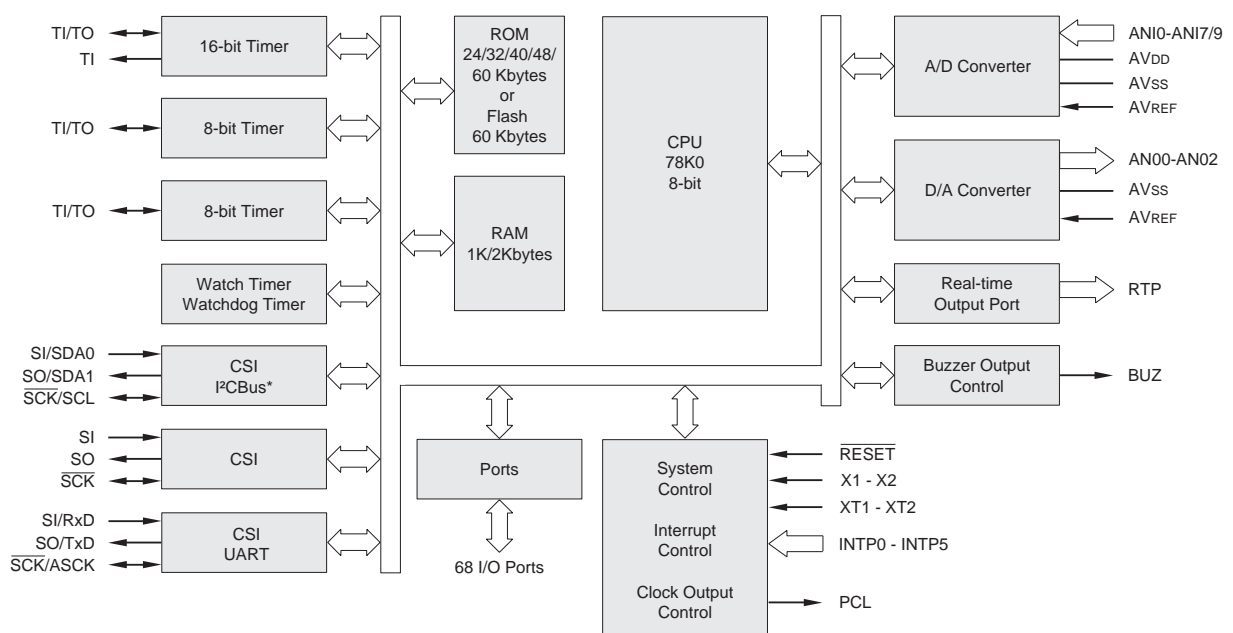 TI/TO
TI
16-bit Timer
TI/TO
8-bit Timer
TI/TO
8-bit Timer
Watch Timer
Watchdog Timer
SI/SDA0
SO/SDA1
SCK/SCL
CSI
I²CBus*
SI
SO
SCK
CSI
SI/RxD
SO/TxD
SCK/ASCK
CSI
UART
ROM
24/32/40/48/
60 Kbytes
or
Flash
60 Kbytes
RAM
1K/2Kbytes
CPU
78K0
8-bit
Ports
68 I/O Ports
System
Control
Interrupt
Control
Clock Output
Control
RESET
X1 - X2
XT1 - XT2
INTP0 - INTP5
PCL
A/D Converter
ANI0-ANI7/9
AVDD
AVSS
AVREF
D/A Converter
AN00-AN02
AVSS
AVREF
Real-time
Output Port
RTP
Buzzer Output
Control
BUZ